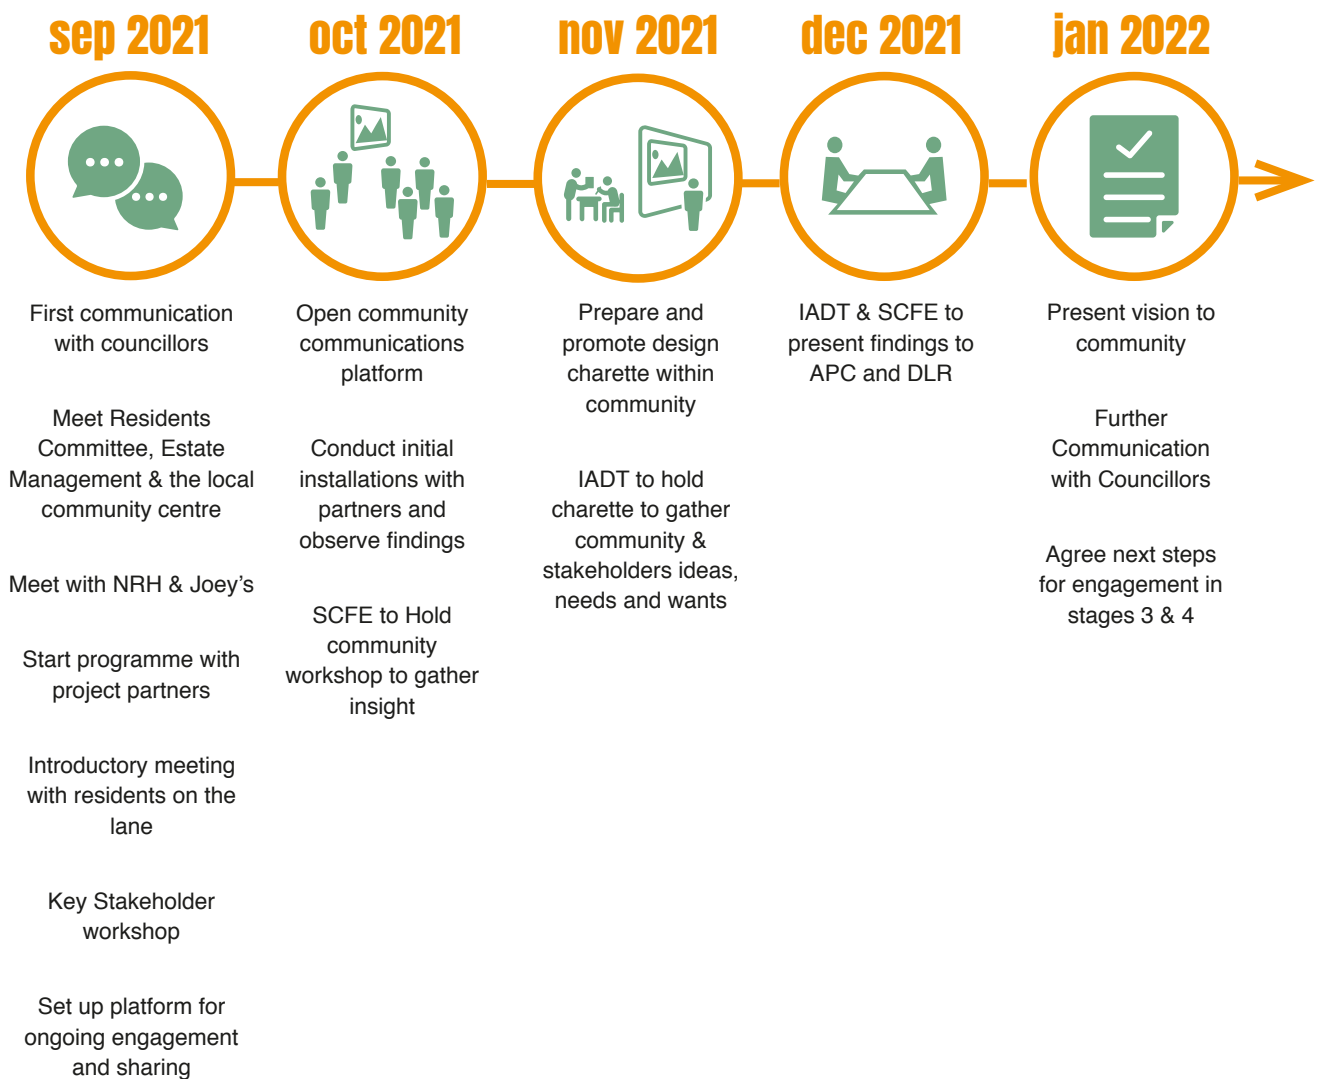 sep 2021
First communication
with councillors
Meet Residents
Committee, Estate
Management & the local
community centre
Meet with NRH & Joey's
Start programme with
project partners
Introductory meeting
with residents on the
lane
Key Stakeholder
workshop
Set up platform for
ongoing engagement
and sharing
oct 2021
Open community
communications
platform
Conduct initial
installations with
partners and
observe findings
SCFE to Hold
community
workshop to gather
insight
nov 2021
Prepare and
promote design
charette within
community
IADT to hold
charette to gather
community &
stakeholders ideas,
needs and wants
dec 2021
IADT & SCFE to
present findings to
APC and DLR
jan 2022
Present vision to
community
Further
Communication
with Councillors
Agree next steps
for engagement in
stages 3 & 4